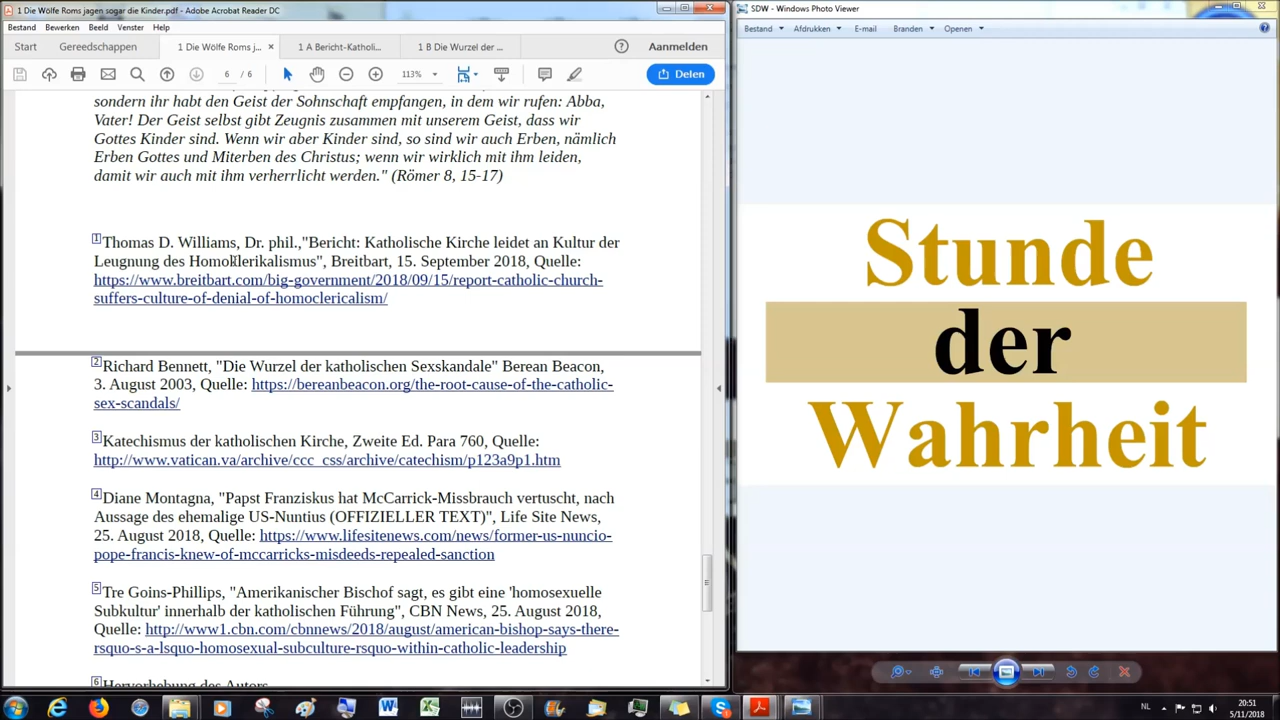 1 Die Wölfe Roms jagen sogar die Kinder.pdf - Adobe Acrobat Reader DC
Bestand Bewerken Beeld Venster Help
Start Gereedschappen 1 Die Wölfe Roms j... × 1 A Bericht-Katholi... 1 B Die Wurzel der ... Aanmelden
6 / 6 113% Delen
sondern ihr habt den Geist der Sohnschaft empfangen, in dem wir rufen: Abba,
Vater! Der Geist selbst gibt Zeugnis zusammen mit unserem Geist, dass wir
Gottes Kinder sind. Wenn wir aber Kinder sind, so sind wir auch Erben, nämlich
Erben Gottes und Miterben des Christus; wenn wir wirklich mit ihm leiden,
damit wir auch mit ihm verherrlicht werden." (Römer 8, 15-17)
1Thomas D. Williams, Dr. phil.,"Bericht: Katholische Kirche leidet an Kultur der
Leugnung des Homoklerikalismus", Breitbart, 15. September 2018, Quelle:
https://www.breitbart.com/big-government/2018/09/15/report-catholic-church-
suffers-culture-of-denial-of-homoclericalism/
2Richard Bennett, "Die Wurzel der katholischen Sexskandale" Berean Beacon,
3. August 2003, Quelle: https://bereanbeacon.org/the-root-cause-of-the-catholic-
sex-scandals/
3Katechismus der katholischen Kirche, Zweite Ed. Para 760, Quelle:
http://www.vatican.va/archive/ccc_css/archive/catechism/p123a9p1.htm
4Diane Montagna, "Papst Franziskus hat McCarrick-Missbrauch vertuscht, nach
Aussage des ehemalige US-Nuntius (OFFIZIELLER TEXT)", Life Site News,
25. August 2018, Quelle: https://www.lifesitenews.com/news/former-us-nuncio-
pope-francis-knew-of-mccarricks-misdeeds-repealed-sanction
5Tre Goins-Phillips, "Amerikanischer Bischof sagt, es gibt eine 'homosexuelle
Subkultur' innerhalb der katholischen Führung", CBN News, 25. August 2018,
Quelle: http://www1.cbn.com/cbnnews/2018/august/american-bishop-says-there-
rsquo-s-a-lsquo-homosexual-subculture-rsquo-within-catholic-leadership
6Hervorhebung des Autors
SDW - Windows Photo Viewer
Bestand Afdrukken E-mail Branden Openen
Stunde
der
Wahrheit
NL 20:51
5/11/2018